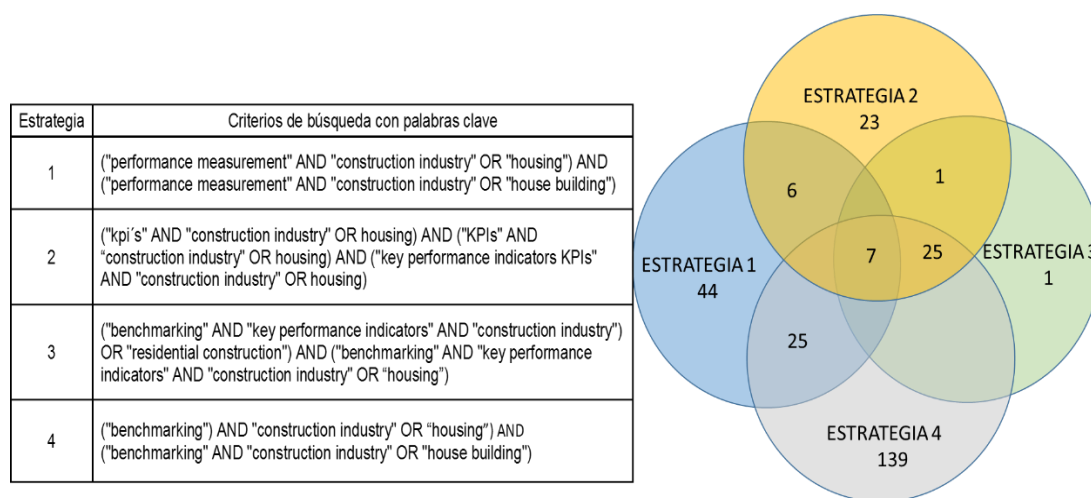 Estrategia
Criterios de búsqueda con palabras clave
1
("performance measurement" AND "construction industry" OR "housing") AND
("performance measurement" AND "construction industry" OR "house building")
2
("kpi´s" AND "construction industry" OR housing) AND ("KPIs" AND
“construction industry" OR housing) AND ("key performance indicators KPIs"
AND "construction industry" OR housing)
3
("benchmarking" AND "key performance indicators" AND "construction industry")
OR "residential construction") AND ("benchmarking" AND "key performance
indicators" AND "construction industry" OR “housing”)
4
("benchmarking") AND "construction industry" OR “housing”) AND
("benchmarking" AND "construction industry" OR "house building")
ESTRATEGIA 2
23
6
1
ESTRATEGIA 1
44
7
25
ESTRATEGIA 3
1
25
ESTRATEGIA 4
139